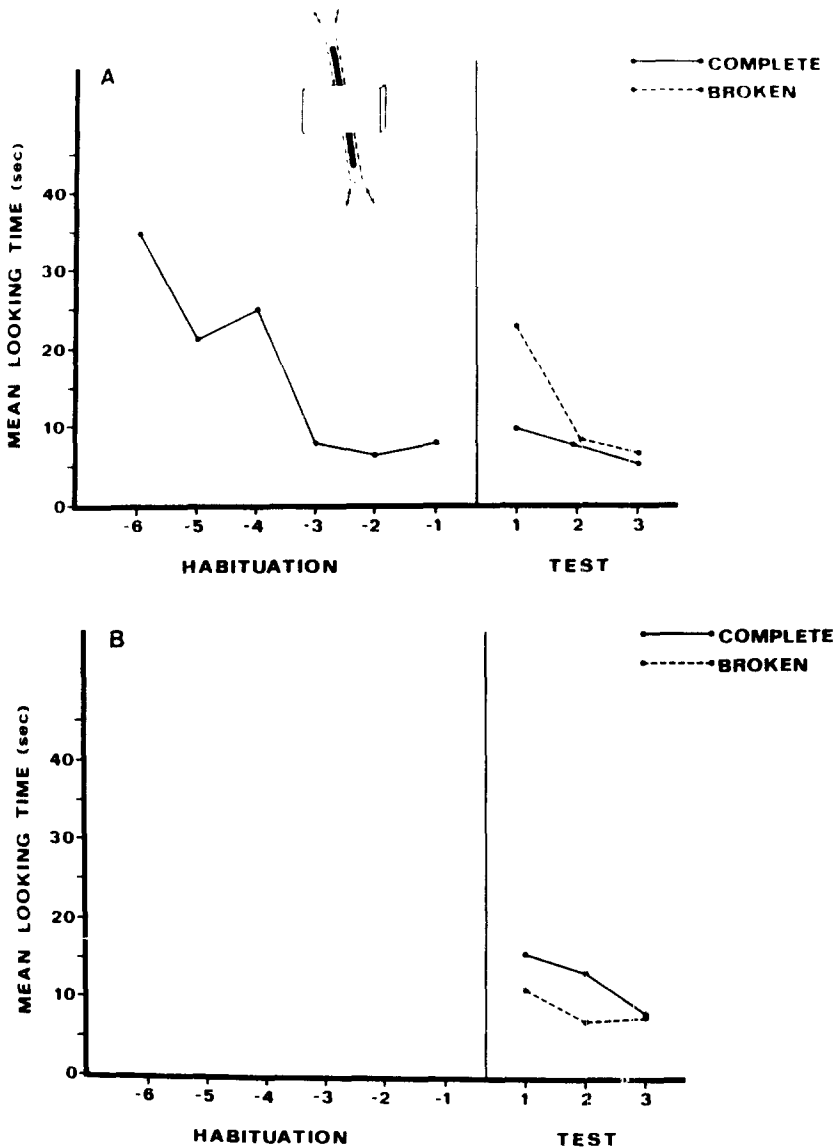 A
COMPLETE
BROKEN
MEAN LOOKING TIME (sec)
40
30
20
10
0
-6 -5 -4 -3 -2 -1 1 2 3
HABITUATION TEST
B
COMPLETE
BROKEN
MEAN LOOKING TIME (sec)
40
30
20
10
0
-6 -5 -4 -3 -2 -1 1 2 3
HABITUATION TEST